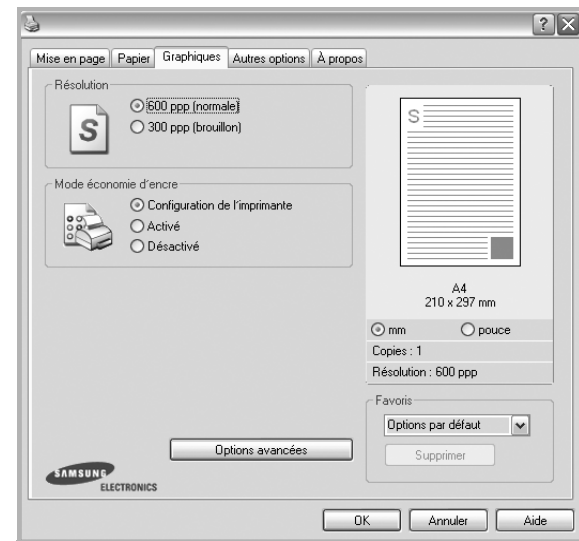 Mise en page Papier Graphiques Autres options À propos
Résolution
600 ppp (normale)
300 ppp (brouillon)
S
Mode économie d'encre
Configuration de l'imprimante
Activé
Désactivé
S
A4
210 x 297 mm
mm pouce
Copies : 1
Résolution : 600 ppp
Favoris
Options par défaut
Supprimer
Options avancées
SAMSUNG
ELECTRONICS
OK Annuler Aide